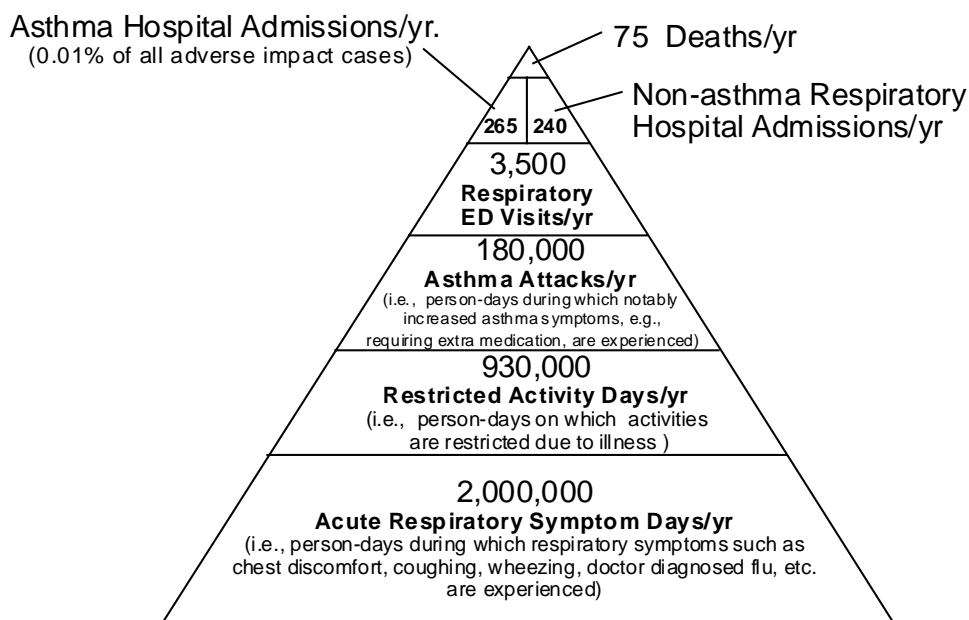 Asthma Hospital Admissions/yr.
(0.01% of all adverse impact cases)
75 Deaths/yr
Non-asthma Respiratory
Hospital Admissions/yr
265 240
3,500
Respiratory
ED Visits/yr
180,000
Asthma Attacks/yr
(i.e., person-days during which notably
increased asthma symptoms, e.g.,
requiring extra medication, are experienced)
930,000
Restricted Activity Days/yr
(i.e., person-days on which activities
are restricted due to illness )
2,000,000
Acute Respiratory Symptom Days/yr
(i.e., person-days during which respiratory symptoms such as
chest discomfort, coughing, wheezing, doctor diagnosed flu, etc.
are experienced)